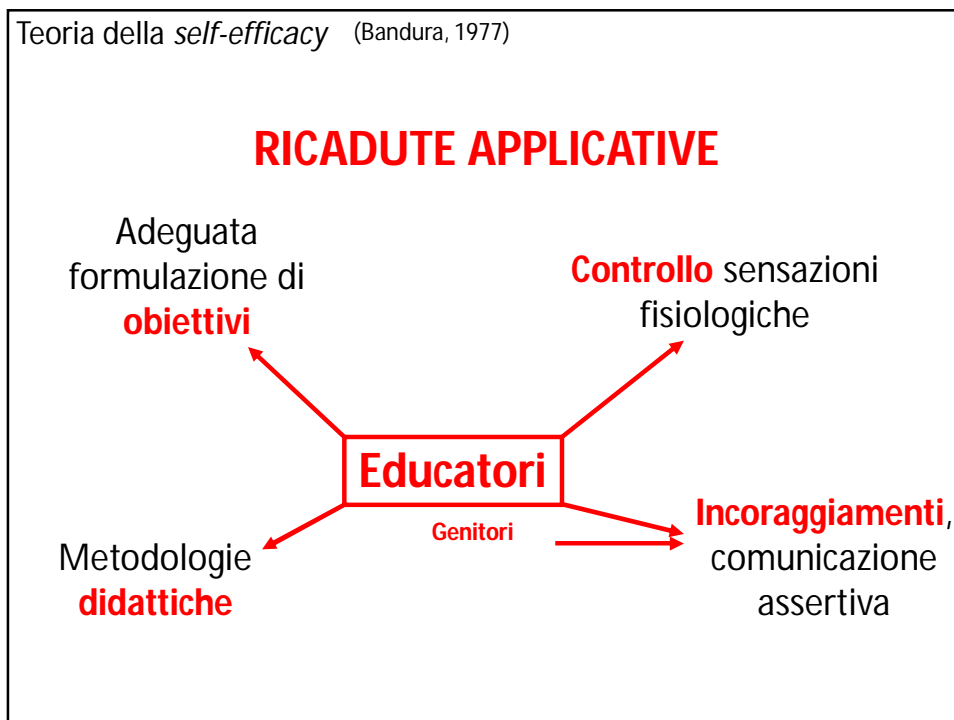 Teoria della self-efficacy (Bandura, 1977)
RICADUTE APPLICATIVE
Adeguata
formulazione di
obiettivi
Controllo sensazioni
fisiologiche
Educatori
Genitori
Metodologie
didattiche
Incoraggiamenti,
comunicazione
assertiva